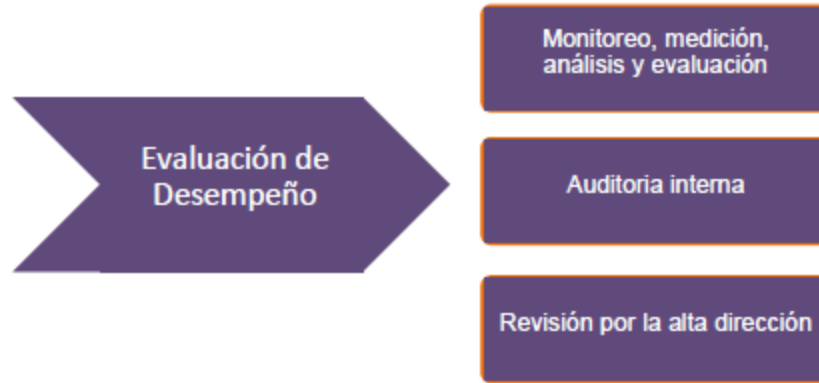 Evaluación de
Desempeño
Monitoreo, medición,
análisis y evaluación
Auditoria interna
Revisión por la alta dirección